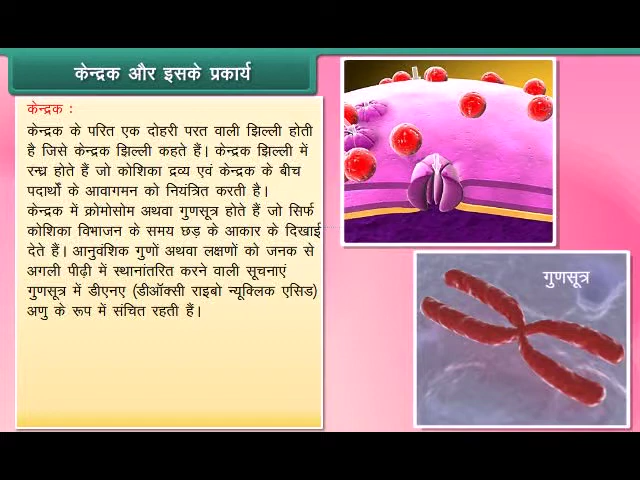 केन्द्रक और इसके प्रकार्य
केन्द्रक :
केन्द्रक के परित एक दोहरी परत वाली झिल्ली होती
है जिसे केन्द्रक झिल्ली कहते हैं। केन्द्रक झिल्ली में
रन्ध्र होते हैं जो कोशिका द्रव्य एवं केन्द्रक के बीच
पदार्थो के आवागमन को नियंत्रित करती है।
केन्द्रक में क्रोमोसोम अथवा गुणसूत्र होते हैं जो सिर्फ
कोशिका विभाजन के समय छड़ के आकार के दिखाई
देते हैं। आनुवंशिक गुणों अथवा लक्षणों को जनक से
अगली पीढ़ी में स्थानांतरित करने वाली सूचनाएं
गुणसूत्र में डीएनए (डीऑक्सी राइबो न्यूक्लिक एसिड)
अणु के रूप में संचित रहती हैं।
गुणसूत्र